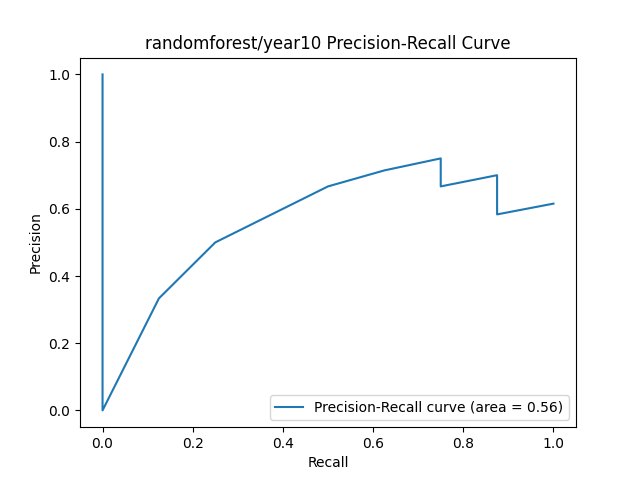 randomforest/year10 Precision-Recall Curve
1.0
0.8
0.6
0.4
0.2
0.0
Precision
Precision-Recall curve (area = 0.56)
0.0 0.2 0.4 0.6 0.8 1.0
Recall